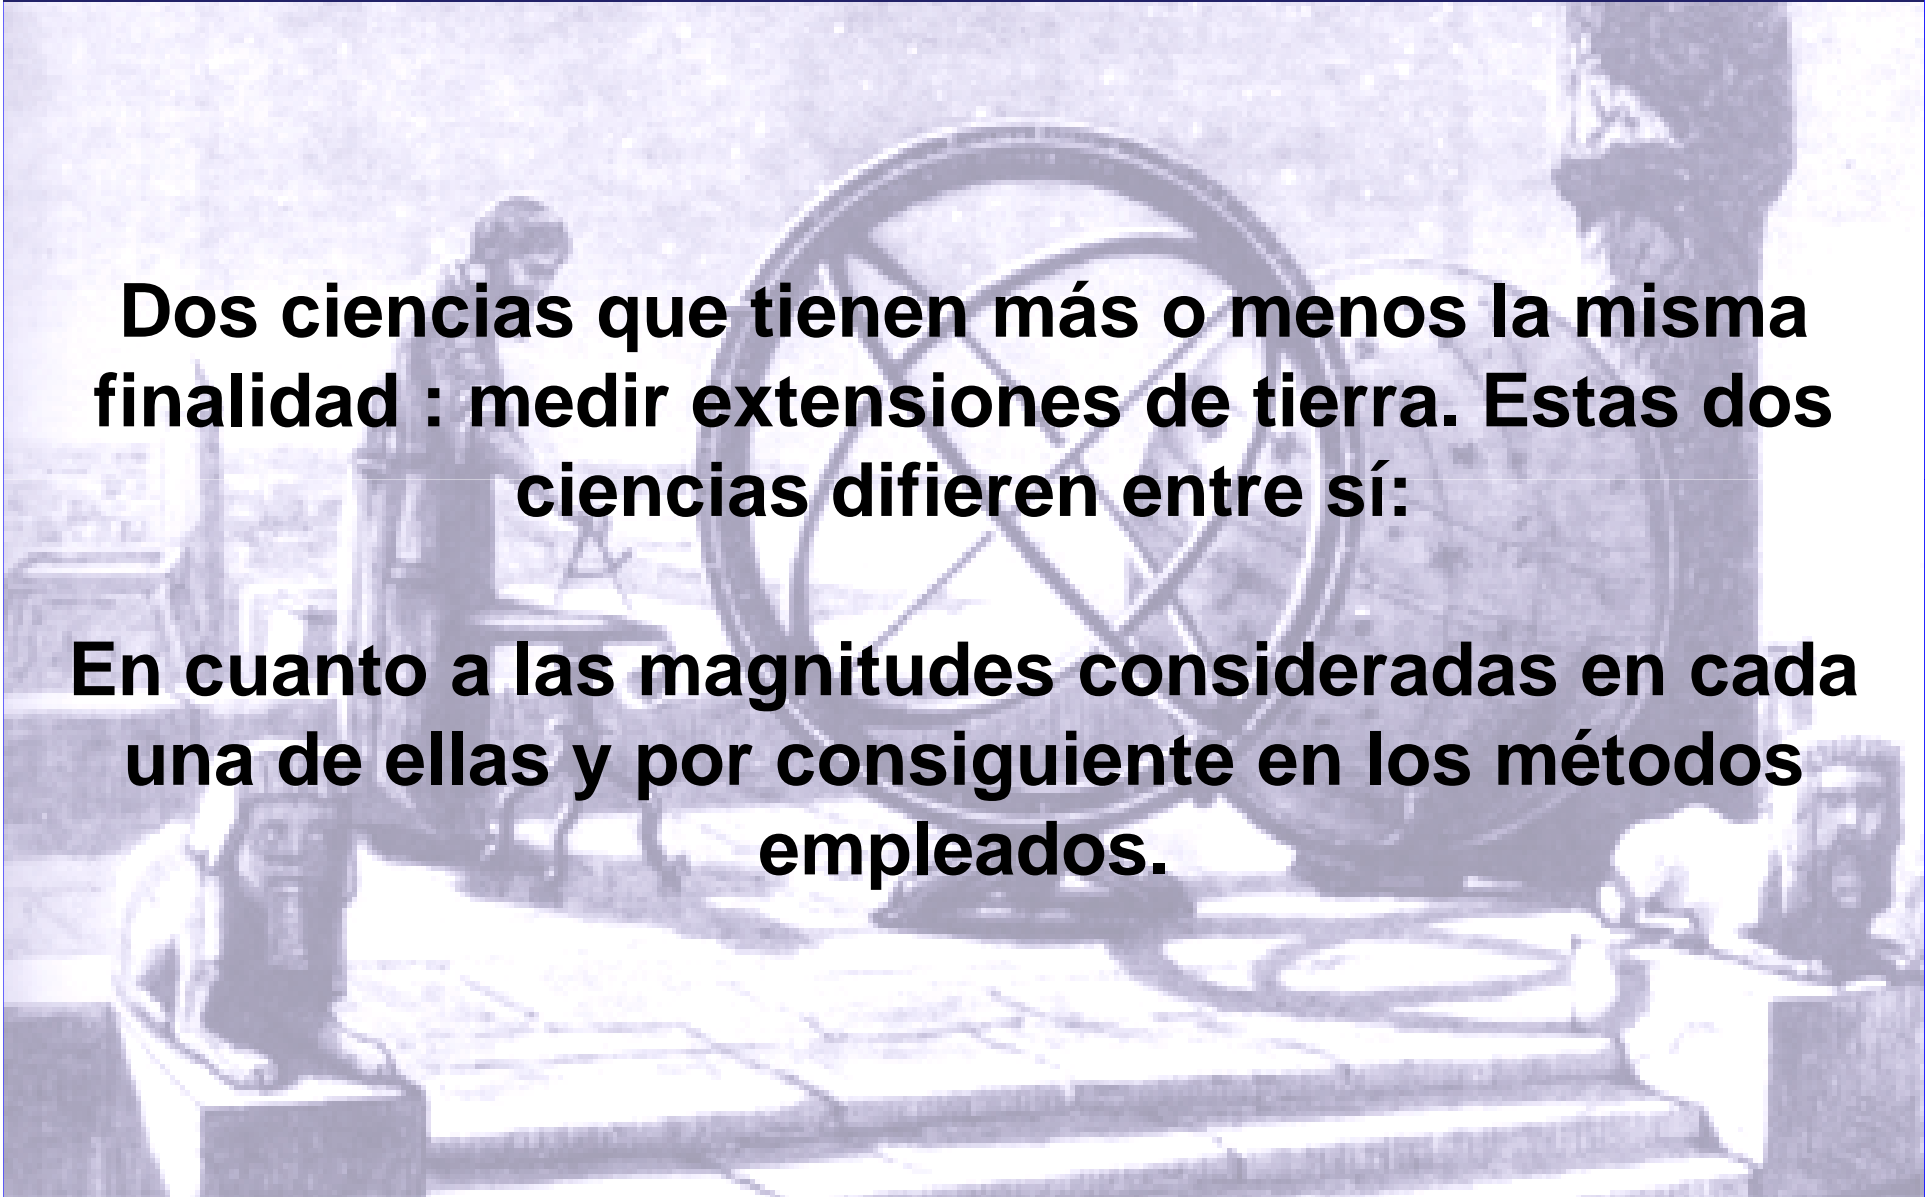 Dos ciencias que tienen más o menos la misma
finalidad : medir extensiones de tierra. Estas dos
ciencias difieren entre sí:
En cuanto a las magnitudes consideradas en cada
una de ellas y por consiguiente en los métodos
empleados.